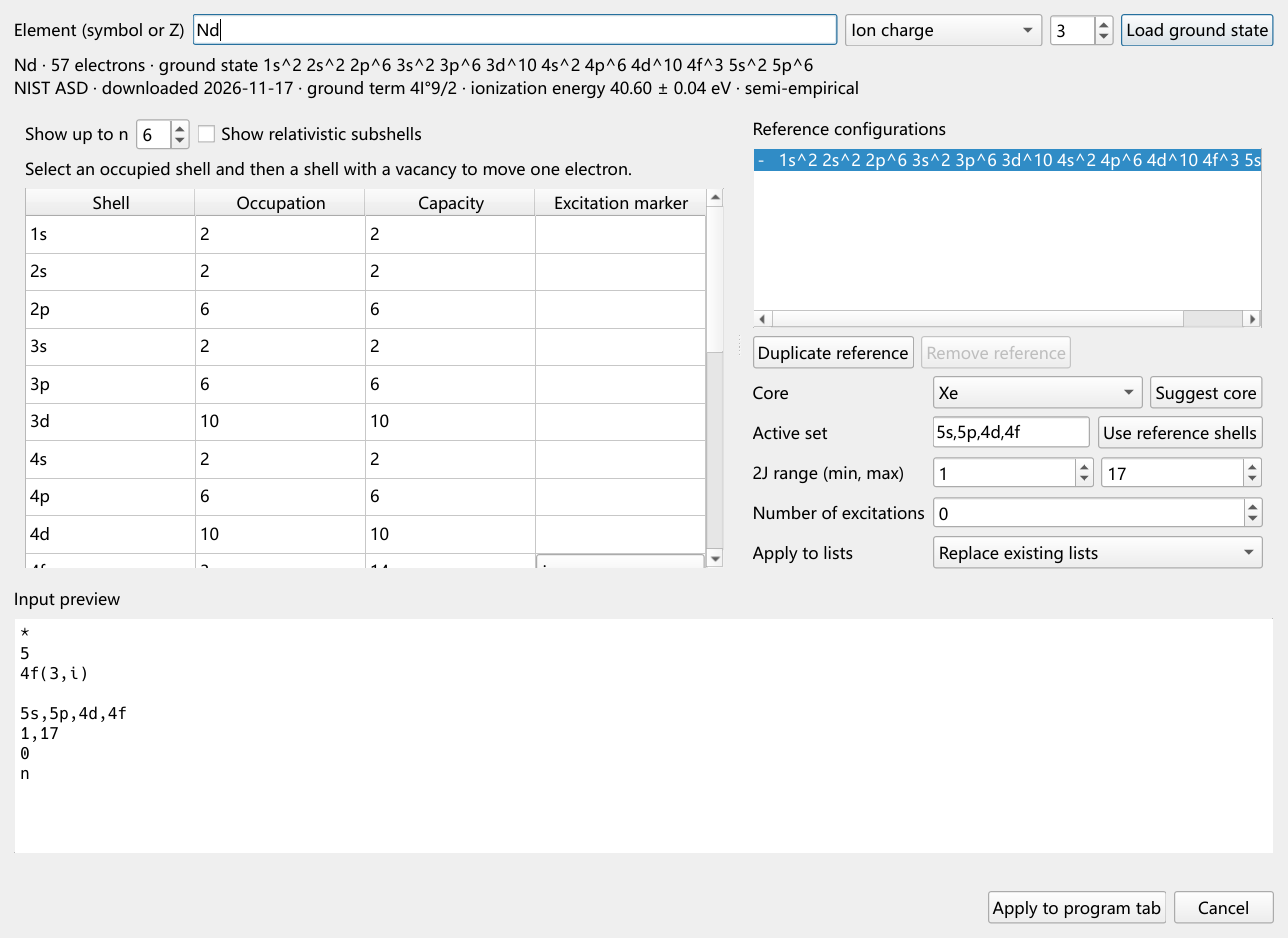 Element (symbol or Z) Nd Ion charge 3 Load ground state
Nd · 57 electrons · ground state 1s^2 2s^2 2p^6 3s^2 3p^6 3d^10 4s^2 4p^6 4d^10 4f^3 5s^2 5p^6
NIST ASD · downloaded 2026-11-17 · ground term 4I°9/2 · ionization energy 40.60 ± 0.04 eV · semi-empirical
Show up to n 6 Show relativistic subshells
Select an occupied shell and then a shell with a vacancy to move one electron.
Shell Occupation Capacity Excitation marker
1s 2 2
2s 2 2
2p 6 6
3s 2 2
3p 6 6
3d 10 10
4s 2 2
4p 6 6
4d 10 10
Reference configurations
- 1s^2 2s^2 2p^6 3s^2 3p^6 3d^10 4s^2 4p^6 4d^10 4f^3 5s
Duplicate reference Remove reference
Core Xe Suggest core
Active set 5s,5p,4d,4f Use reference shells
2J range (min, max) 1 17
Number of excitations 0
Apply to lists Replace existing lists
Input preview
*
5
4f(3,i)
5s,5p,4d,4f
1,17
0
n
Apply to program tab Cancel